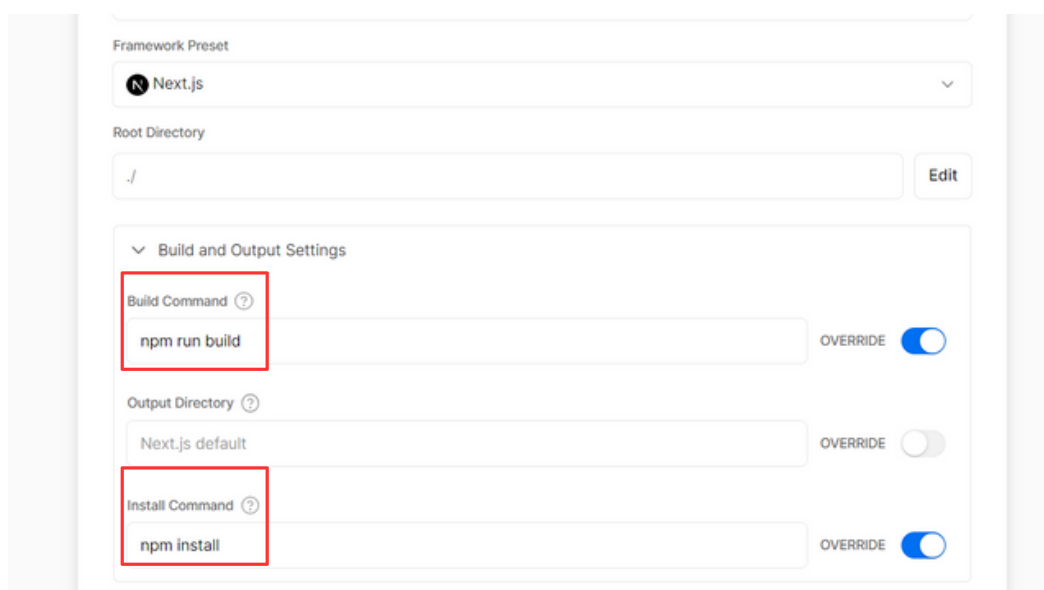 Framework Preset
Next.js
Root Directory
./
Edit
Build and Output Settings
Build Command ?
npm run build
OVERRIDE
Output Directory ?
Next.js default
OVERRIDE
Install Command ?
npm install
OVERRIDE